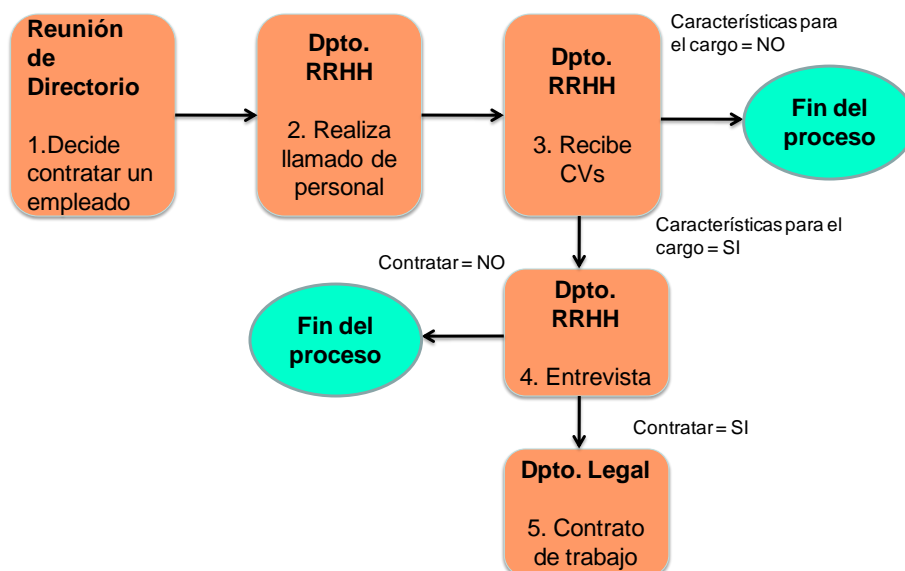 Reunión
de
Directorio
1.Decide
contratar un
empleado
Dpto.
RRHH
2. Realiza
llamado de
personal
Dpto.
RRHH
3. Recibe
CVs
Características para
el cargo = NO
Fin del
proceso
Características para el
cargo = SI
Contratar = NO
Fin del
proceso
Dpto.
RRHH
4. Entrevista
Contratar = SI
Dpto. Legal
5. Contrato
de trabajo